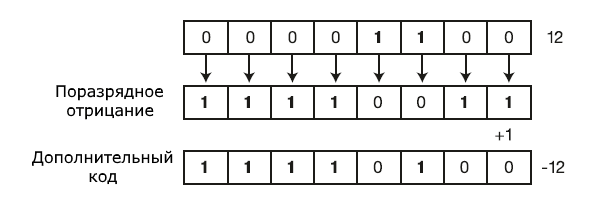 0 0 0 0 1 1 0 0 12
Поразрядное
отрицание
1 1 1 1 0 0 1 1
+1
Дополнительный
код
1 1 1 1 0 1 0 0 -12